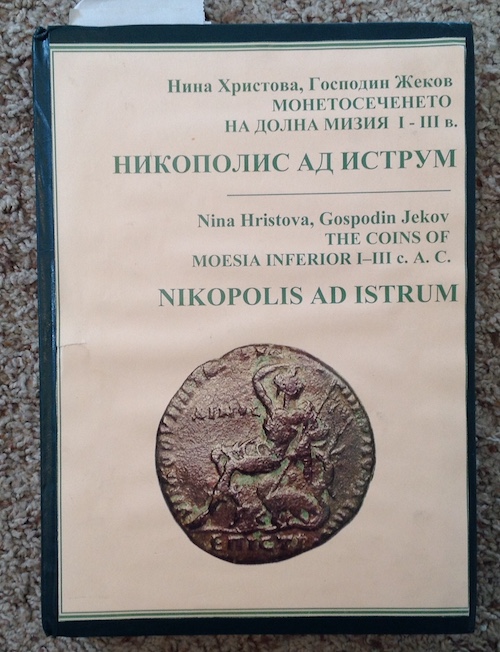 Нина Христова, Господин Жеков
МОНЕТОСЕЧЕНЕТО
НА ДОЛНА МИЗИЯ I - III в.
НИКОПОЛИС АД ИСТРУМ
Nina Hristova, Gospodin Jekov
THE COINS OF
MOESIA INFERIOR I–III c. A. C.
NIKOPOLIS AD ISTRUM